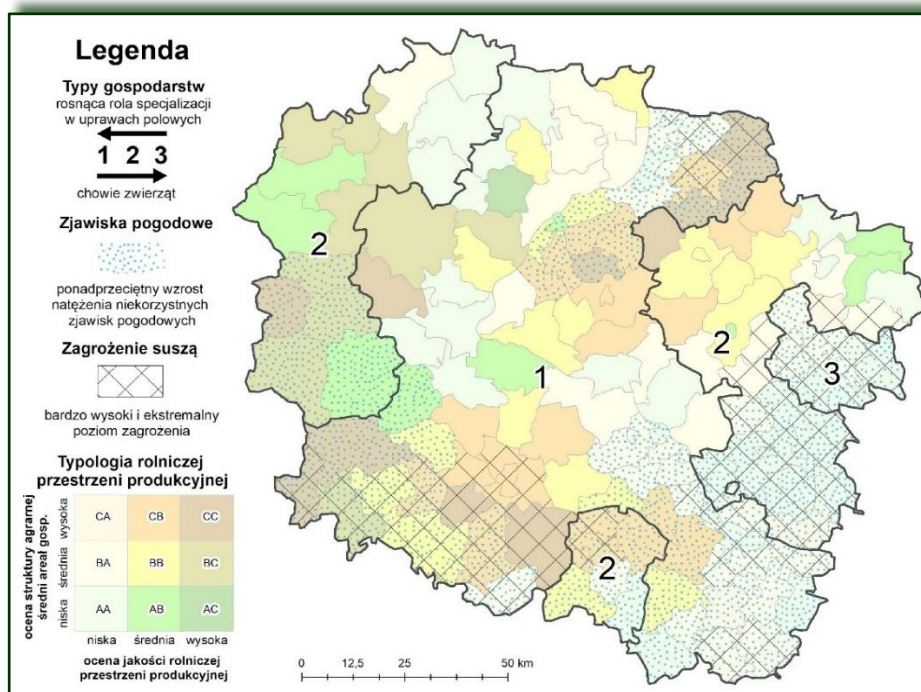 Legenda
Typy gospodarstw
rosnąca rola specjalizacji
w uprawach polowych
1 2 3
chowie zwierząt
Zjawiska pogodowe
ponadprzeciętny wzrost
natężenia niekorzystnych
zjawisk pogodowych
Zagrożenie suszą
bardzo wysoki i ekstremalny
poziom zagrożenia
Typologia rolniczej
przestrzeni produkcyjnej
ocena struktury agrarnej
średni areał gosp.
wysoka
CA CB CC
średnia
BA BB BC
niska
AA AB AC
niska średnia wysoka
ocena jakości rolniczej
przestrzeni produkcyjnej
2
2
3
1
2
0 12,5 25 50 km